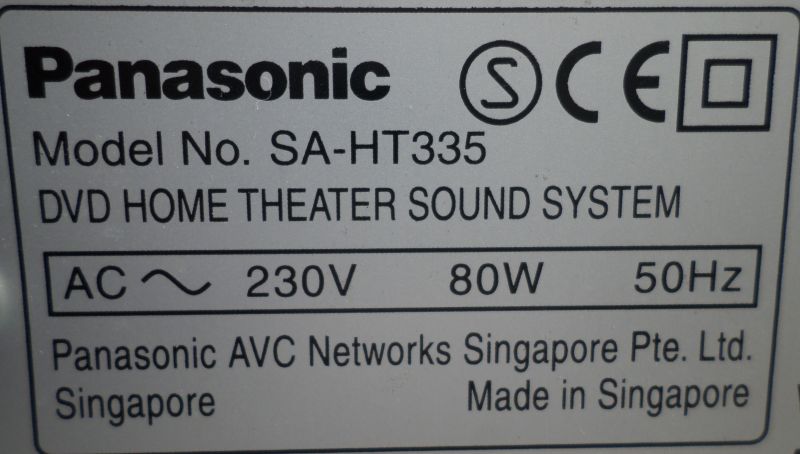 Panasonic
S CE
Model No. SA-HT335
DVD HOME THEATER SOUND SYSTEM
AC 230V 80W 50Hz
Panasonic AVC Networks Singapore Pte. Ltd.
Singapore Made in Singapore